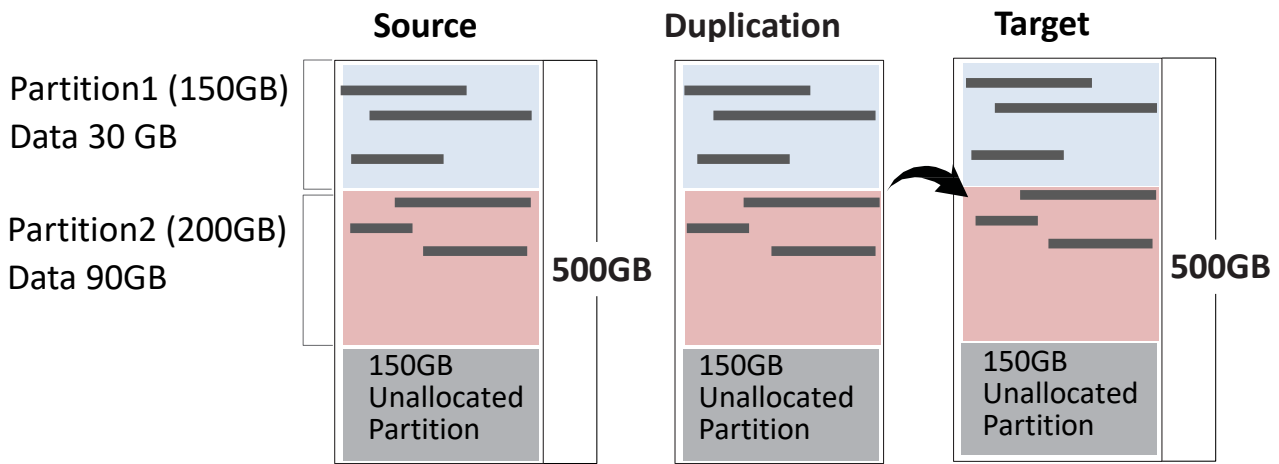 Source
Duplication
Target
Partition1 (150GB)
Data 30 GB
Partition2 (200GB)
Data 90GB
500GB
500GB
150GB
Unallocated
Partition
150GB
Unallocated
Partition
150GB
Unallocated
Partition